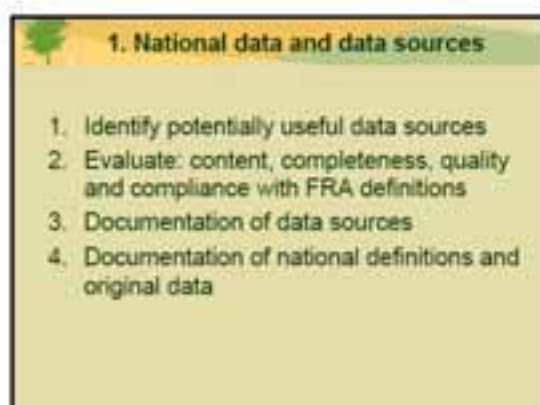 1. National data and data sources
1. Identify potentially useful data sources
2. Evaluate: content, completeness, quality
and compliance with FRA definitions
3. Documentation of data sources
4. Documentation of national definitions and
original data